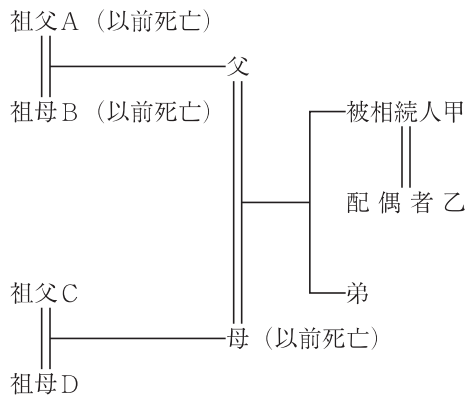 祖父A（以前死亡）
父
祖母B（以前死亡）
被相続人甲
配偶者乙
祖父C
弟
母（以前死亡）
祖母D